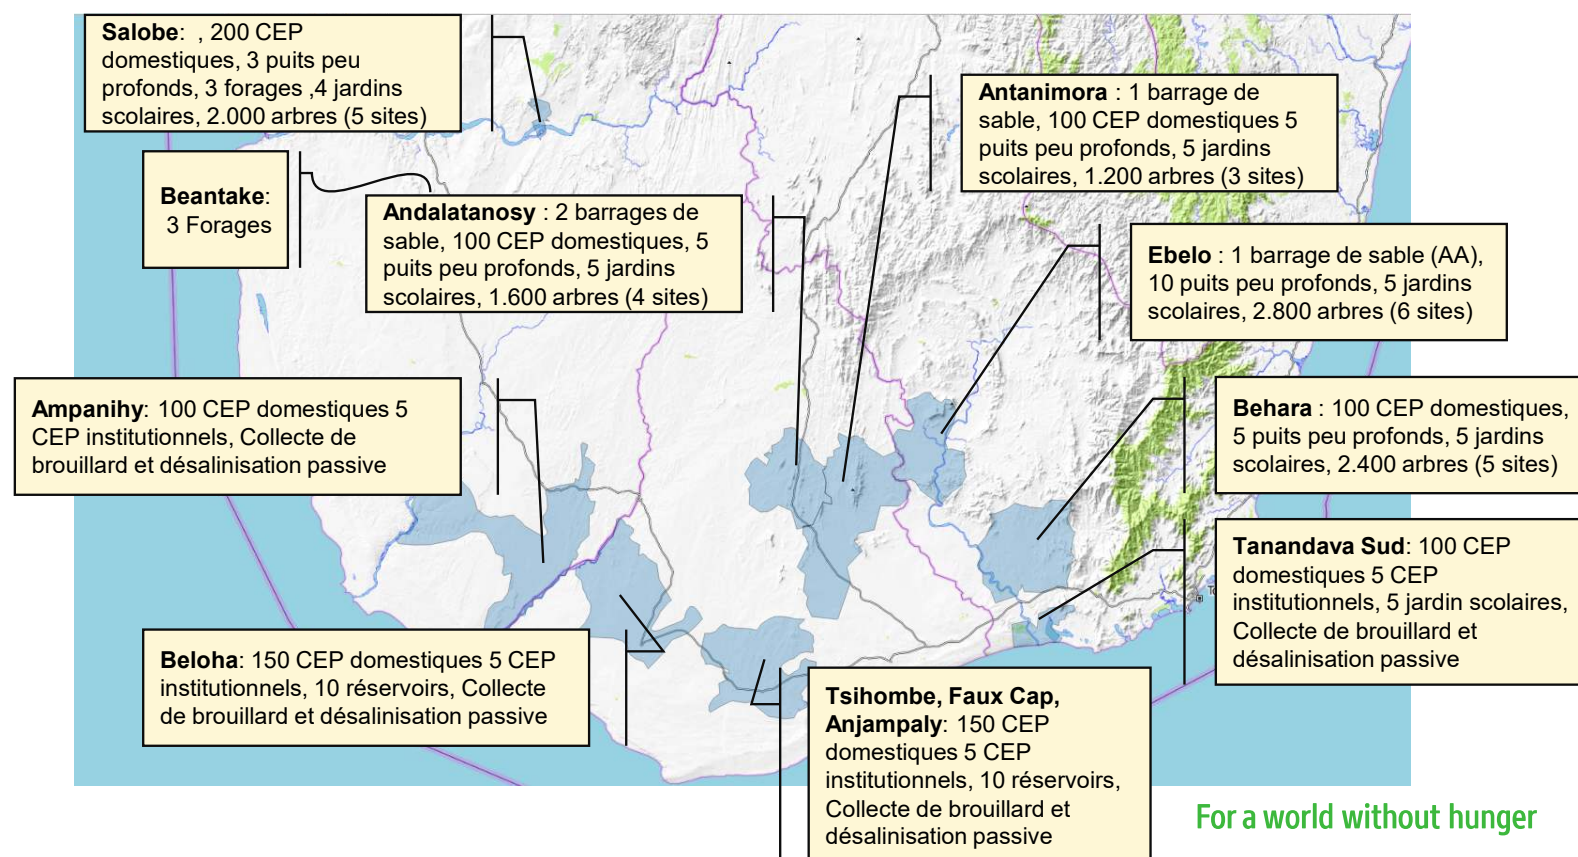 Salobe: , 200 CEP
domestiques, 3 puits peu
profonds, 3 forages ,4 jardins
scolaires, 2.000 arbres (5 sites)
Antanimora : 1 barrage de
sable, 100 CEP domestiques 5
puits peu profonds, 5 jardins
scolaires, 1.200 arbres (3 sites)
Beantake:
3 Forages
Andalatanosy : 2 barrages de
sable, 100 CEP domestiques, 5
puits peu profonds, 5 jardins
scolaires, 1.600 arbres (4 sites)
Ebelo : 1 barrage de sable (AA),
10 puits peu profonds, 5 jardins
scolaires, 2.800 arbres (6 sites)
Ampanihy: 100 CEP domestiques 5
CEP institutionnels, Collecte de
brouillard et désalinisation passive
Behara : 100 CEP domestiques,
5 puits peu profonds, 5 jardins
scolaires, 2.400 arbres (5 sites)
Tanandava Sud: 100 CEP
domestiques 5 CEP
institutionnels, 5 jardin scolaires,
Collecte de brouillard et
désalinisation passive
Beloha: 150 CEP domestiques 5 CEP
institutionnels, 10 réservoirs, Collecte
de brouillard et désalinisation passive
Tsihombe, Faux Cap,
Anjampaly: 150 CEP
domestiques 5 CEP
institutionnels, 10 réservoirs,
Collecte de brouillard et
désalinisation passive
For a world without hunger